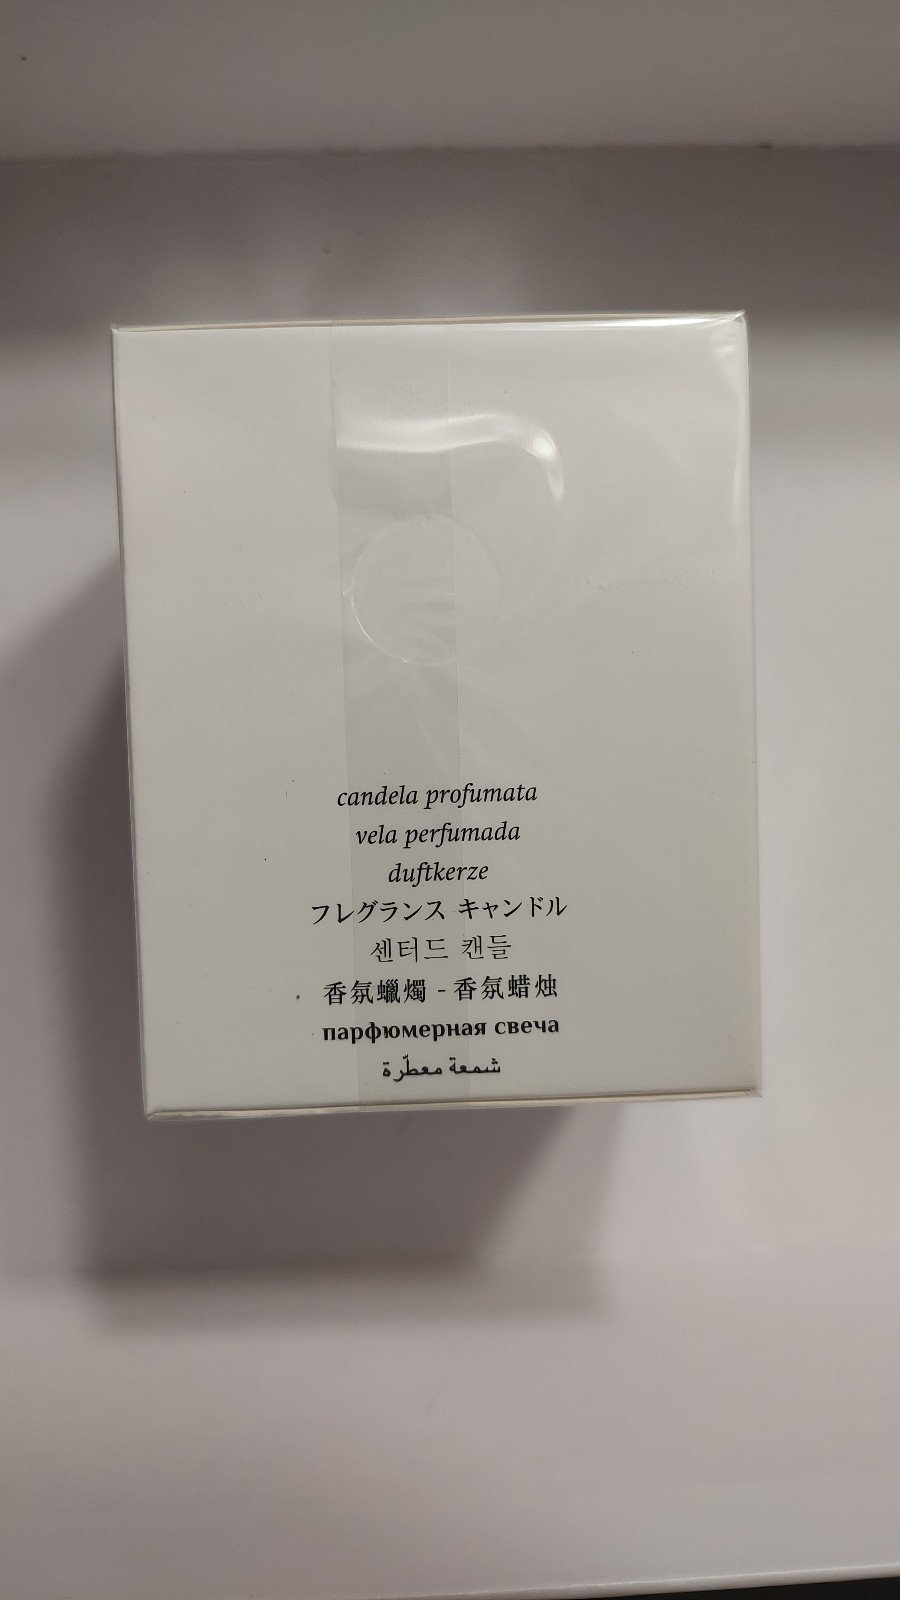 candela profumata
vela perfumada
duftkerze
フレグランス キャンドル
센터드 캔들
香氛蠟燭 - 香氛蜡烛
парфюмерная свеча
شمعة معطّرة